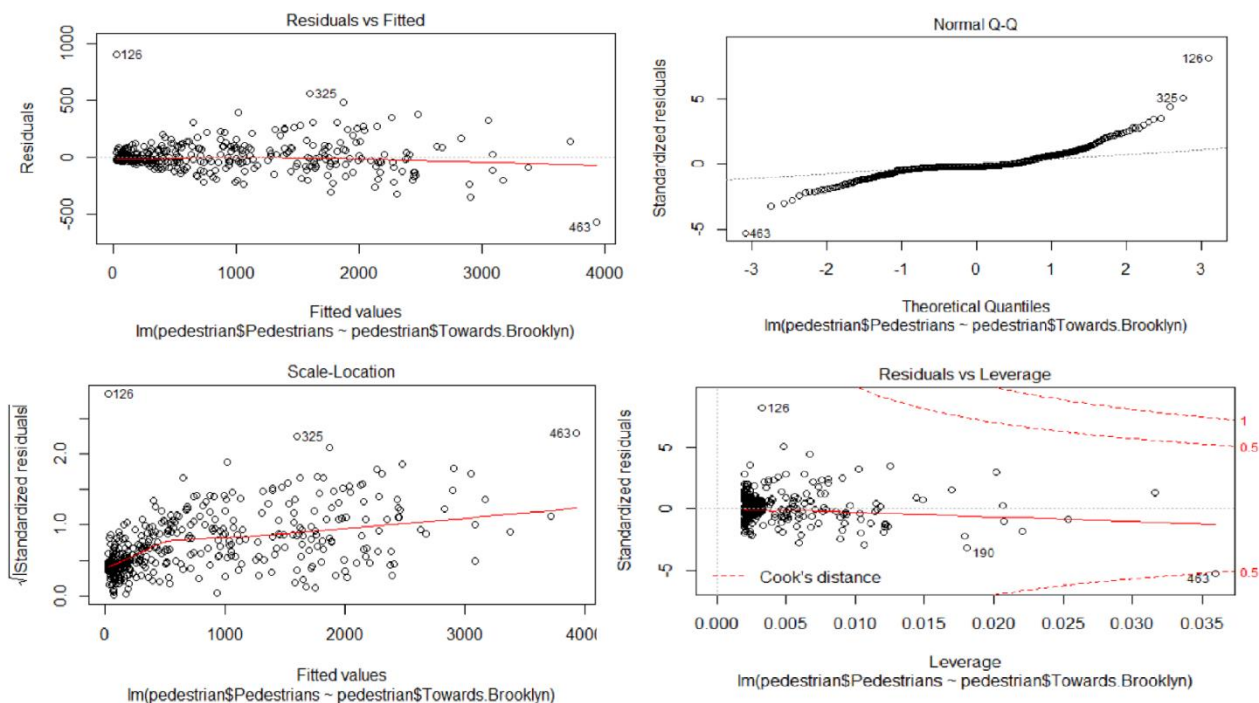 Residuals vs Fitted
Residuals
1000
500
0
-500
126
325
463
0 1000 2000 3000 4000
Fitted values
lm(pedestrian$Pedestrians ~ pedestrian$Towards.Brooklyn)
Normal Q-Q
Standardized residuals
5
0
-5
126
325
463
-3 -2 -1 0 1 2 3
Theoretical Quantiles
lm(pedestrian$Pedestrians ~ pedestrian$Towards.Brooklyn)
Scale-Location
√|Standardized residuals|
2.0
1.0
0.0
126
325
463
0 1000 2000 3000 4000
Fitted values
lm(pedestrian$Pedestrians ~ pedestrian$Towards.Brooklyn)
Residuals vs Leverage
Standardized residuals
5
0
-5
126
1
0.5
190
Cook's distance
463
0.5
0.000 0.005 0.010 0.015 0.020 0.025 0.030 0.035
Leverage
lm(pedestrian$Pedestrians ~ pedestrian$Towards.Brooklyn)